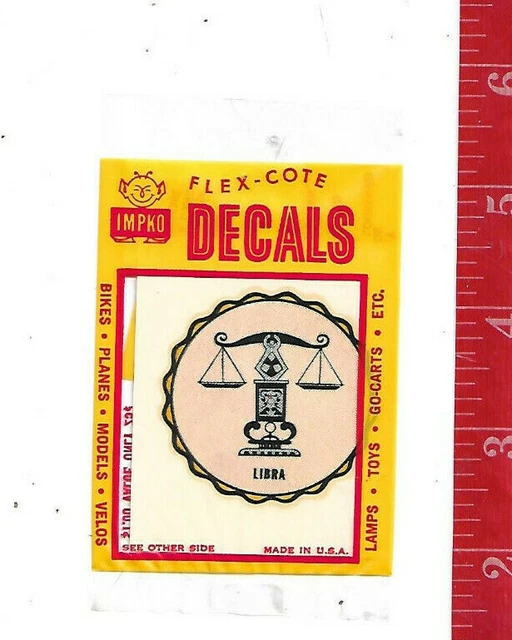 FLEX-COTE
IMPKO
DECALS
BIKES • PLANES • MODELS • VELOS
LAMPS • TOYS • GO-CARTS • ETC.
LIBRA
SEE OTHER SIDE
MADE IN U.S.A.
6
5
4
3
2